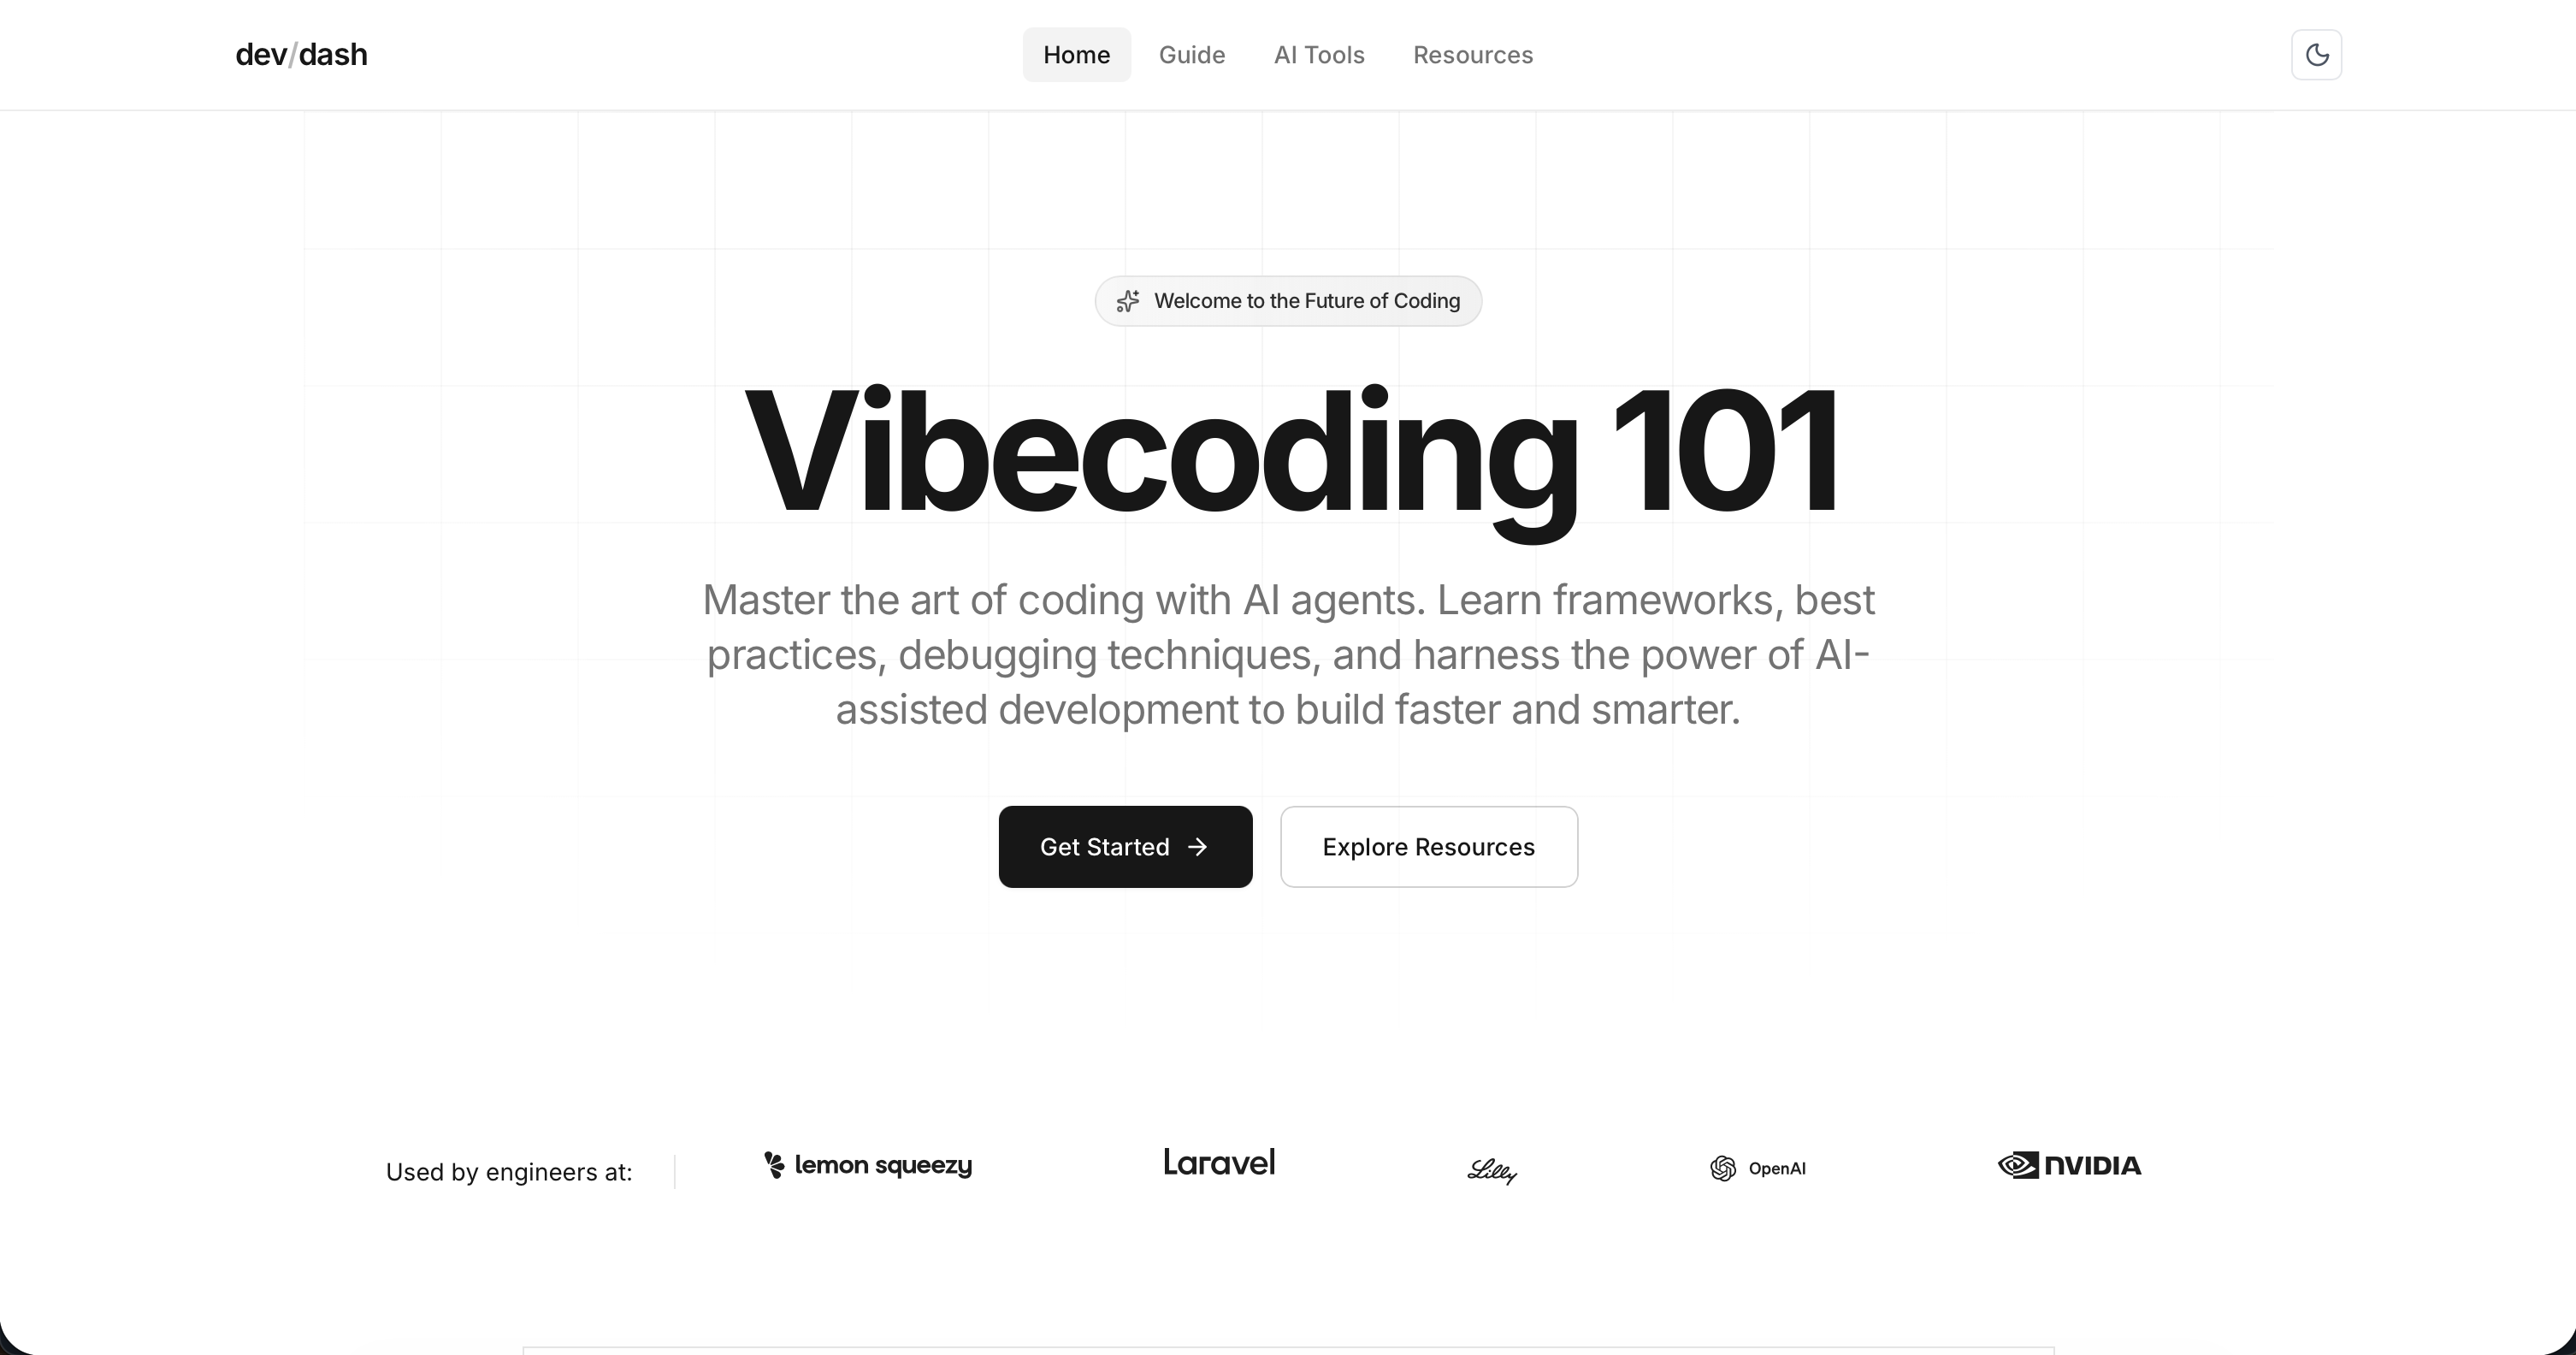 dev/dash
Home
Guide
AI Tools
Resources
Welcome to the Future of Coding
Vibecoding 101
Master the art of coding with AI agents. Learn frameworks, best
practices, debugging techniques, and harness the power of AI-
assisted development to build faster and smarter.
Get Started
Explore Resources
Used by engineers at:
lemon squeezy
Laravel
Lilly
OpenAI
NVIDIA